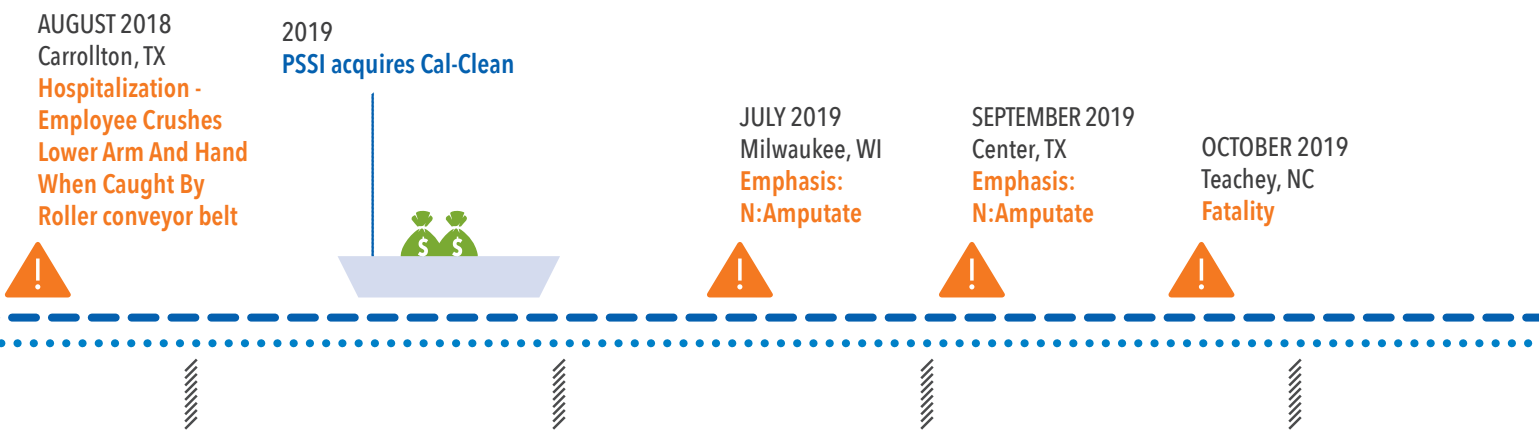 AUGUST 2018
Carrollton, TX
Hospitalization -
Employee Crushes
Lower Arm And Hand
When Caught By
Roller conveyor belt
2019
PSSI acquires Cal-Clean
$ $
JULY 2019
Milwaukee, WI
Emphasis:
N:Amputate
SEPTEMBER 2019
Center, TX
Emphasis:
N:Amputate
OCTOBER 2019
Teachey, NC
Fatality